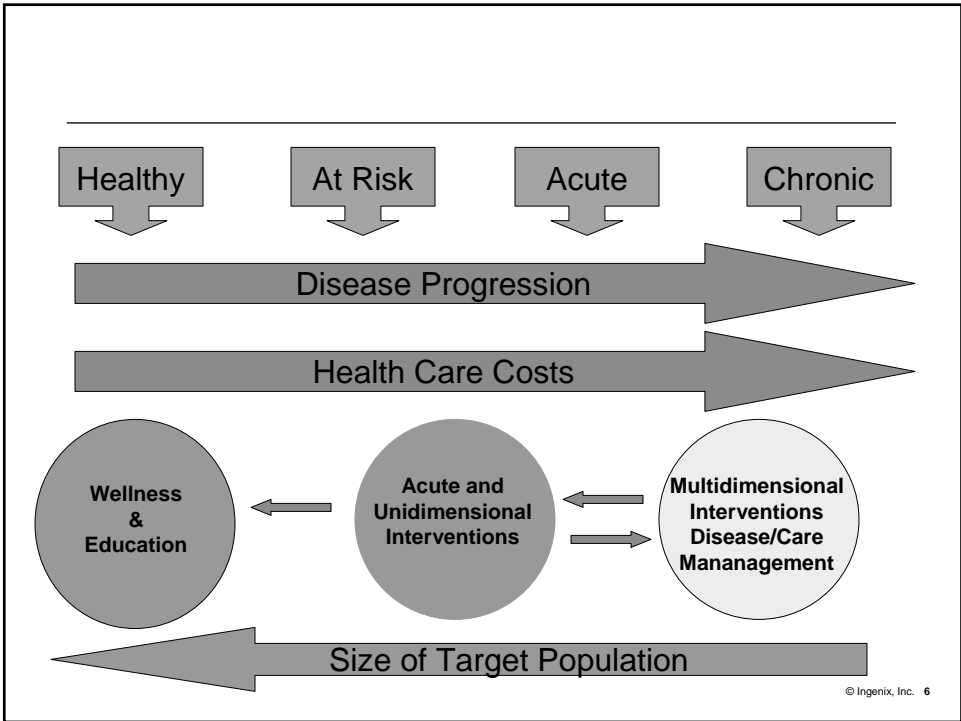 Healthy
At Risk
Acute
Chronic
Disease Progression
Health Care Costs
Wellness
&
Education
Acute and
Unidimensional
Interventions
Multidimensional
Interventions
Disease/Care
Mananagement
Size of Target Population
© Ingenix, Inc. 6